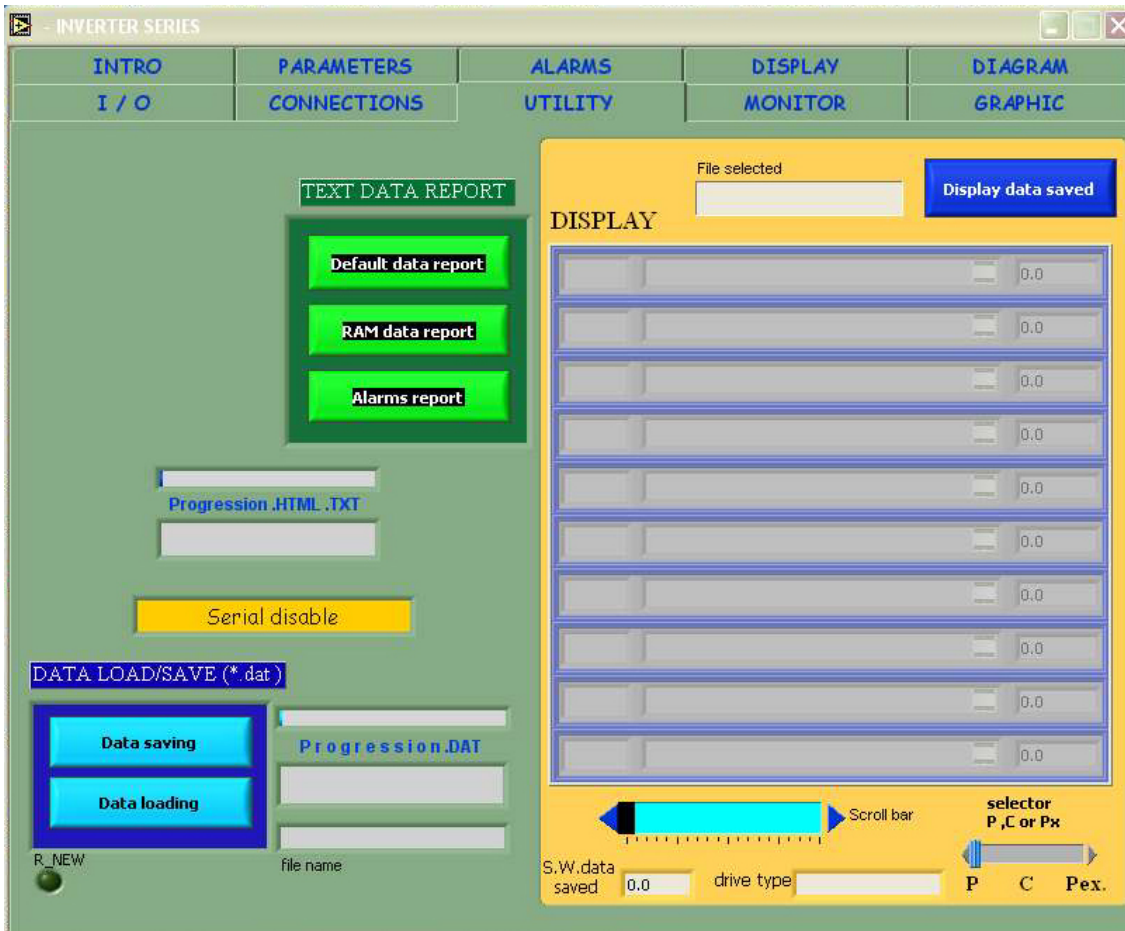 - INVERTER SERIES
INTRO PARAMETERS ALARMS DISPLAY DIAGRAM
I / O CONNECTIONS UTILITY MONITOR GRAPHIC
TEXT DATA REPORT
Default data report
RAM data report
Alarms report
Progression .HTML .TXT
Serial disable
DATA LOAD/SAVE (*.dat )
Data saving
Data loading
Progression.DAT
R_NEW
file name
File selected
Display data saved
DISPLAY
0.0
0.0
0.0
0.0
0.0
0.0
0.0
0.0
0.0
0.0
Scroll bar
selector
P ,C or Px
P C Pex.
S.W.data
saved 0.0
drive type